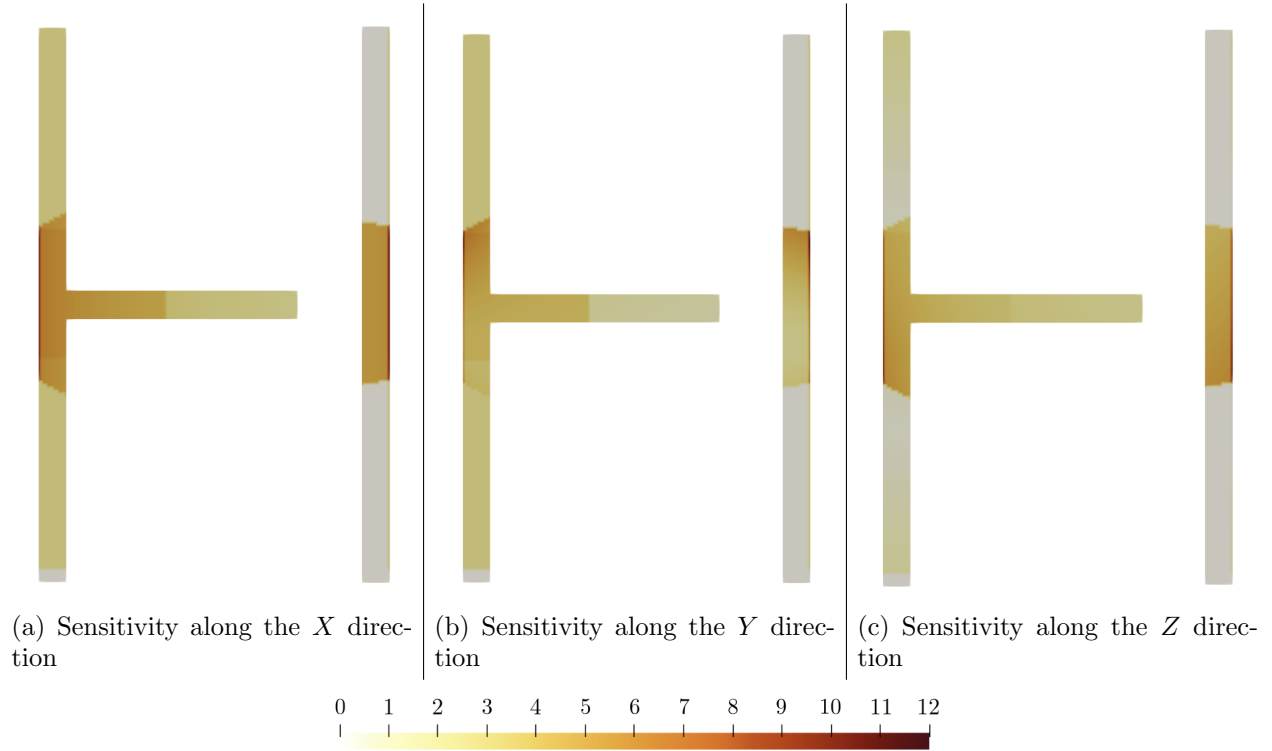 (a) Sensitivity along the X direc-
tion
(b) Sensitivity along the Y direc-
tion
(c) Sensitivity along the Z direc-
tion
0 1 2 3 4 5 6 7 8 9 10 11 12